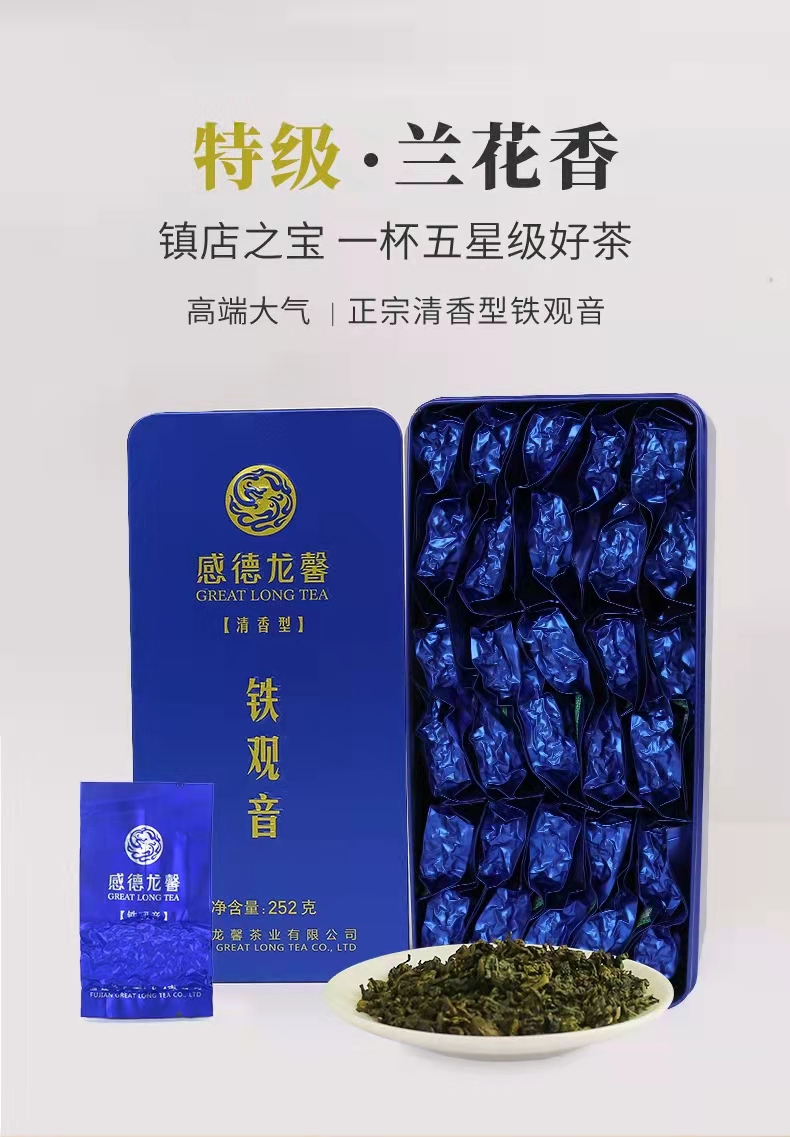 特级·兰花香
镇店之宝 一杯五星级好茶
高端大气 | 正宗清香型铁观音
感德龙馨
GREAT LONG TEA
【清香型】
铁观音
净含量:252克
龙馨茶业有限公司
GREAT LONG TEA CO., LTD
感德龙馨
GREAT LONG TEA
【铁观音】
FUJIAN GREAT LONG TEA CO., LTD